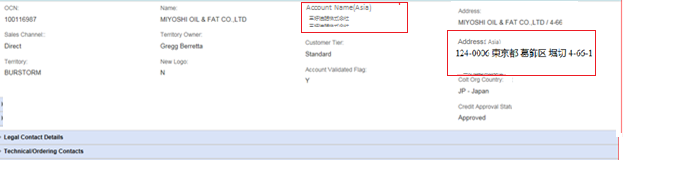 OCN:
100116987
Name:
MIYOSHI OIL & FAT CO.,LTD
Account Name(Asia)
Address:
MIYOSHI OIL & FAT CO.,LTD / 4-66
Sales Channel:
Direct
Territory Owner:
Gregg Berretta
Customer Tier:
Standard
Address: Asia)
124-0006 東京都 葛飾区 堀切 4-66-1
Territory:
BURSTORM
New Logo:
N
Account Validated Flag:
Y
Colt Org Country:
JP - Japan
Credit Approval Stat
Approved
Legal Contact Details
Technical/Ordering Contacts